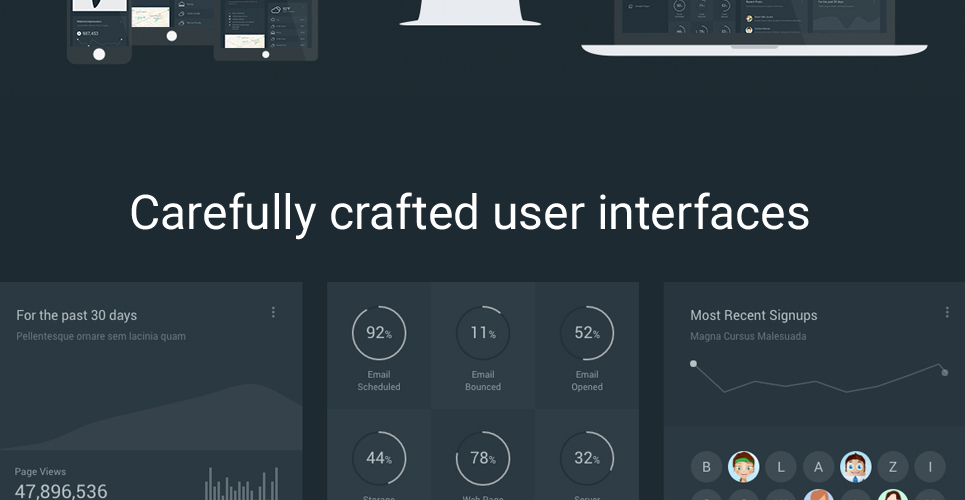 987,453
Carefully crafted user interfaces
For the past 30 days
Pellentesque ornare sem lacinia quam
Page Views
47,896,536
92%
Email
Scheduled
11%
Email
Bounced
52%
Email
Opened
44%
Storage
78%
Web Page
32%
Server
Most Recent Signups
Magna Cursus Malesuada
B
L
A
Z
I